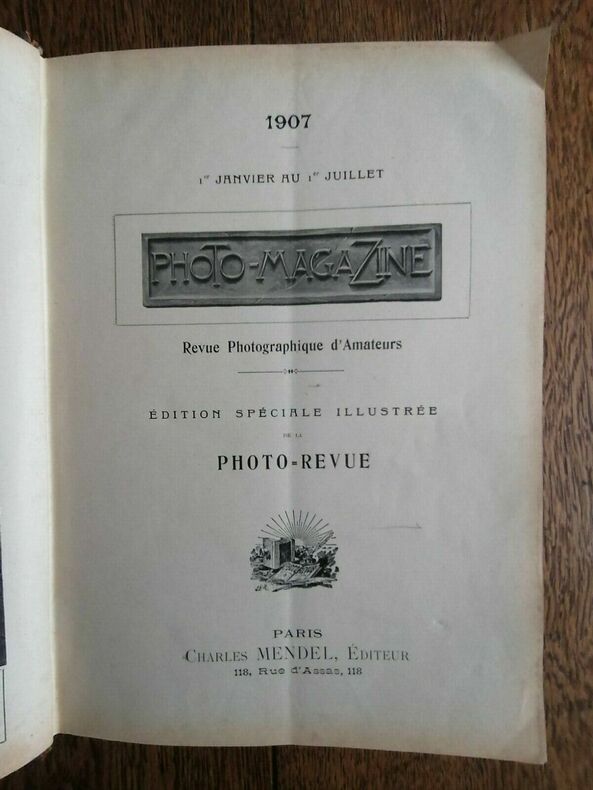 1907
1er JANVIER AU 1er JUILLET
PHOTO-MAGAZINE
Revue Photographique d'Amateurs
ÉDITION SPÉCIALE ILLUSTRÉE
DE LA
PHOTO=REVUE
PARIS
CHARLES MENDEL, ÉDITEUR
118, Rue d'Assas, 118